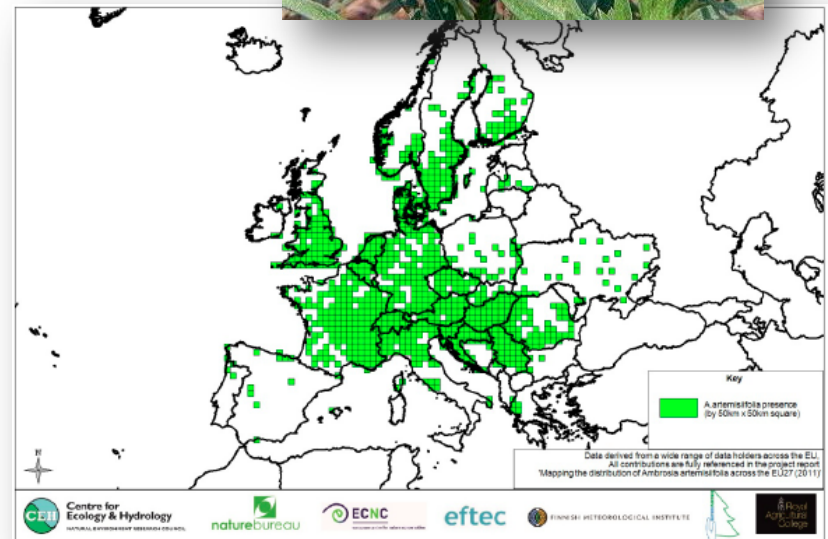 Key
A.artemisiifolia presence
(by 50km x 50km square)
N
Data derived from a wide range of data holders across the EU.
All contributions are fully referenced in the project report
'Mapping the distribution of Ambrosia artemisiifolia across the EU27 (2011)'
CEH
Centre for
Ecology & Hydrology
NATURAL ENVIRONMENT RESEARCH COUNCIL
naturebureau
ECNC
eftec
FINNISH METEOROLOGICAL INSTITUTE
Royal
Agricultural
College